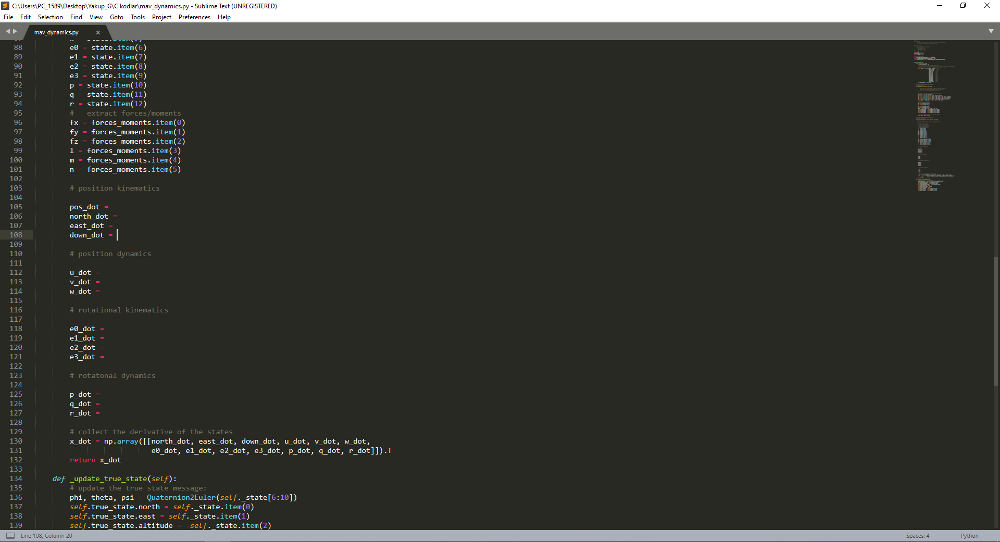 C:\Users\PC_1589\Desktop\Yakup_G\C kodlar\mav_dynamics.py - Sublime Text (UNREGISTERED)
File Edit Selection Find View Goto Tools Project Preferences Help
mav_dynamics.py
88 e0 = state.item(6)
89 e1 = state.item(7)
90 e2 = state.item(8)
91 e3 = state.item(9)
92 p = state.item(10)
93 q = state.item(11)
94 r = state.item(12)
95 #   extract forces/moments
96 fx = forces_moments.item(0)
97 fy = forces_moments.item(1)
98 fz = forces_moments.item(2)
99 l = forces_moments.item(3)
100 m = forces_moments.item(4)
101 n = forces_moments.item(5)
102
103 # position kinematics
104
105 pos_dot =
106 north_dot =
107 east_dot =
108 down_dot =
109
110 # position dynamics
111
112 u_dot =
113 v_dot =
114 w_dot =
115
116 # rotational kinematics
117
118 e0_dot =
119 e1_dot =
120 e2_dot =
121 e3_dot =
122
123 # rotatonal dynamics
124
125 p_dot =
126 q_dot =
127 r_dot =
128
129 # collect the derivative of the states
130 x_dot = np.array([[north_dot, east_dot, down_dot, u_dot, v_dot, w_dot,
131 e0_dot, e1_dot, e2_dot, e3_dot, p_dot, q_dot, r_dot]]).T
132 return x_dot
133
134 def _update_true_state(self):
135 # update the true state message:
136 phi, theta, psi = Quaternion2Euler(self._state[6:10])
137 self.true_state.north = self._state.item(0)
138 self.true_state.east = self._state.item(1)
139 self.true_state.altitude = -self._state.item(2)
Line 108, Column 20
Spaces: 4
Python